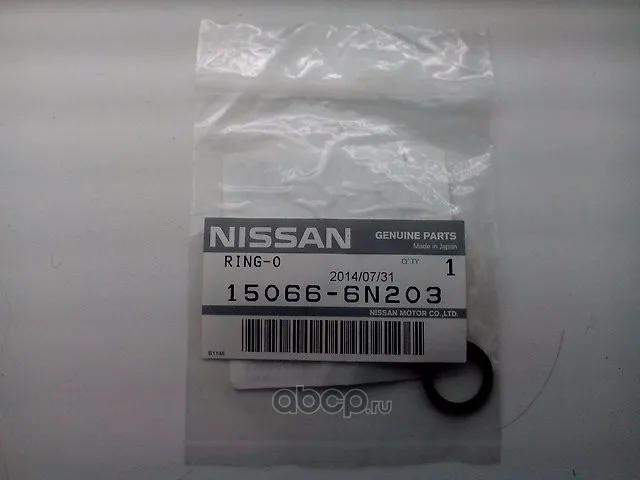 NISSAN
GENUINE PARTS
Made in Japan
RING-O
Q'TY
1
2014/07/31
15066-6N203
NISSAN MOTOR CO.,LTD.
B1146
abcp.ru